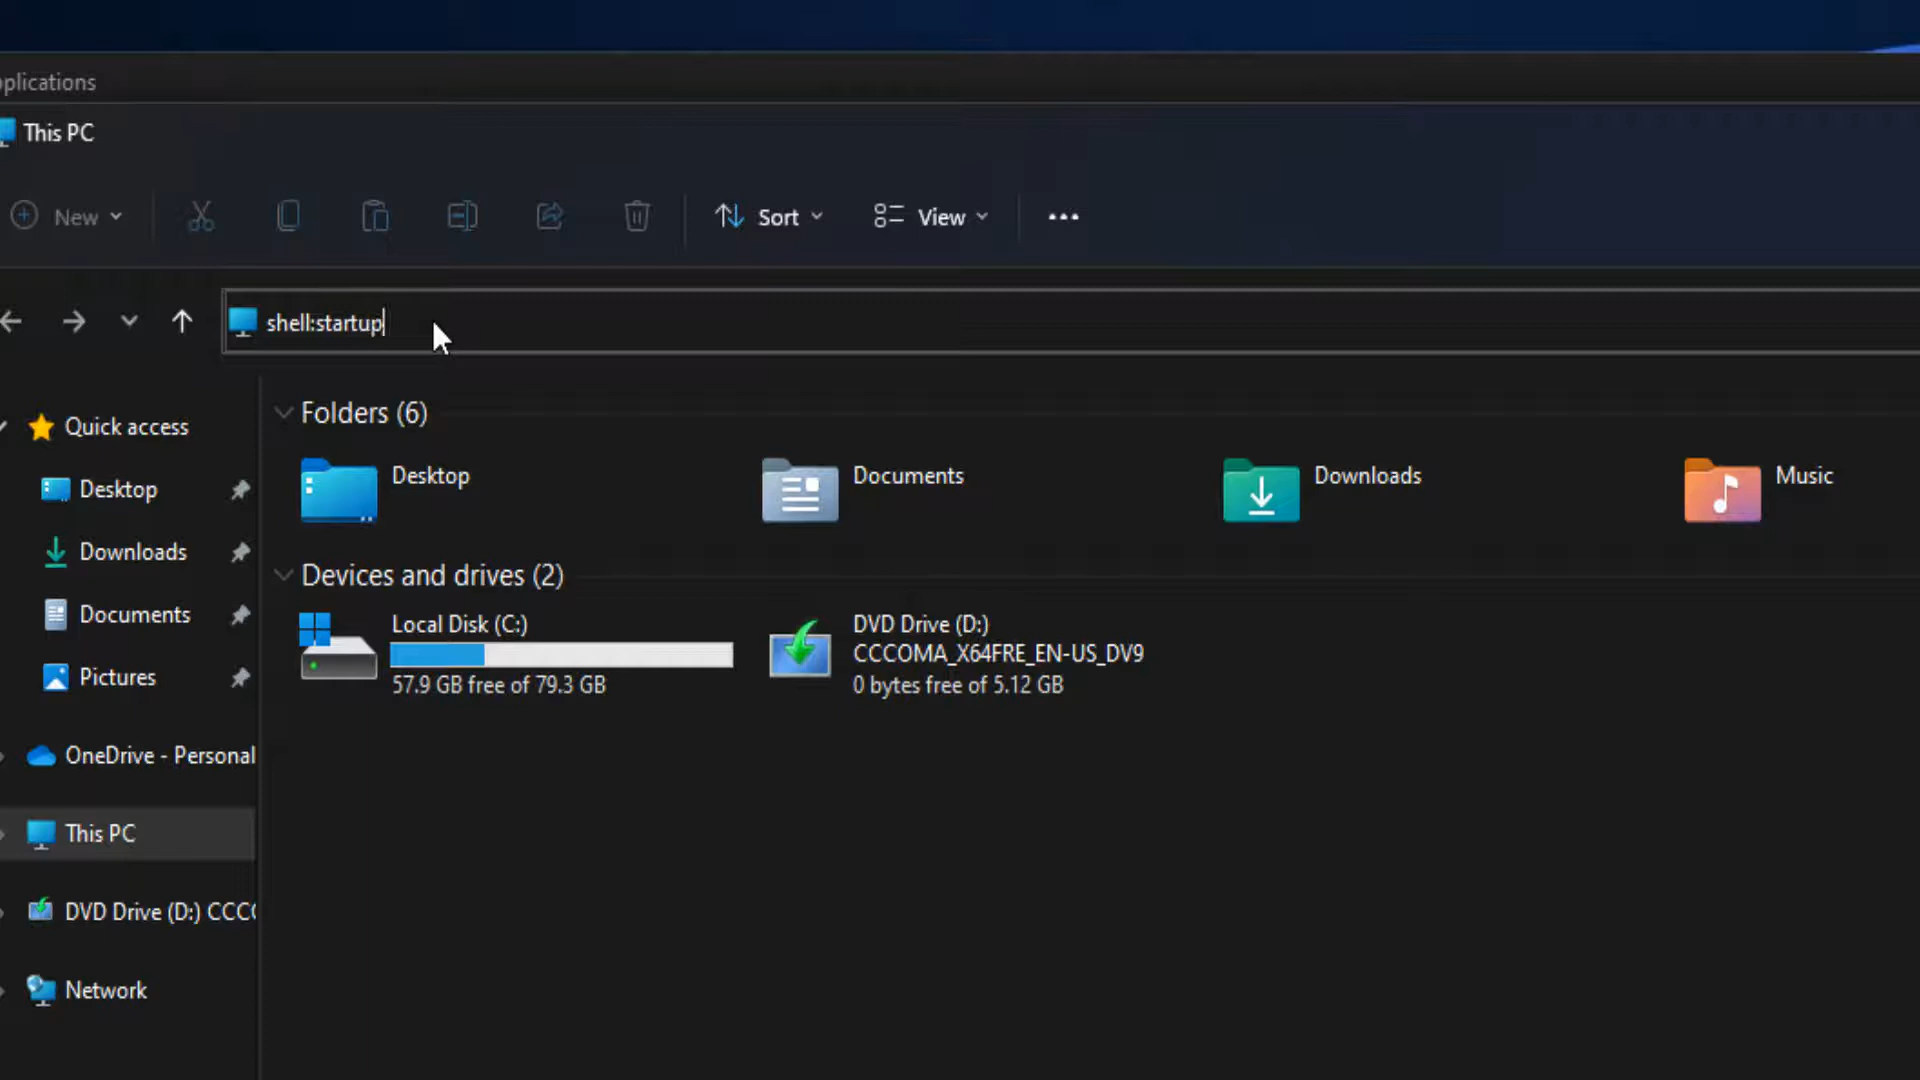 pplications
This PC
New
Sort
View
shell:startup
Quick access
Desktop
Downloads
Documents
Pictures
OneDrive - Personal
This PC
DVD Drive (D:) CCC
Network
Folders (6)
Desktop
Documents
Downloads
Music
Devices and drives (2)
Local Disk (C:)
57.9 GB free of 79.3 GB
DVD Drive (D:)
CCCOMA_X64FRE_EN-US_DV9
0 bytes free of 5.12 GB